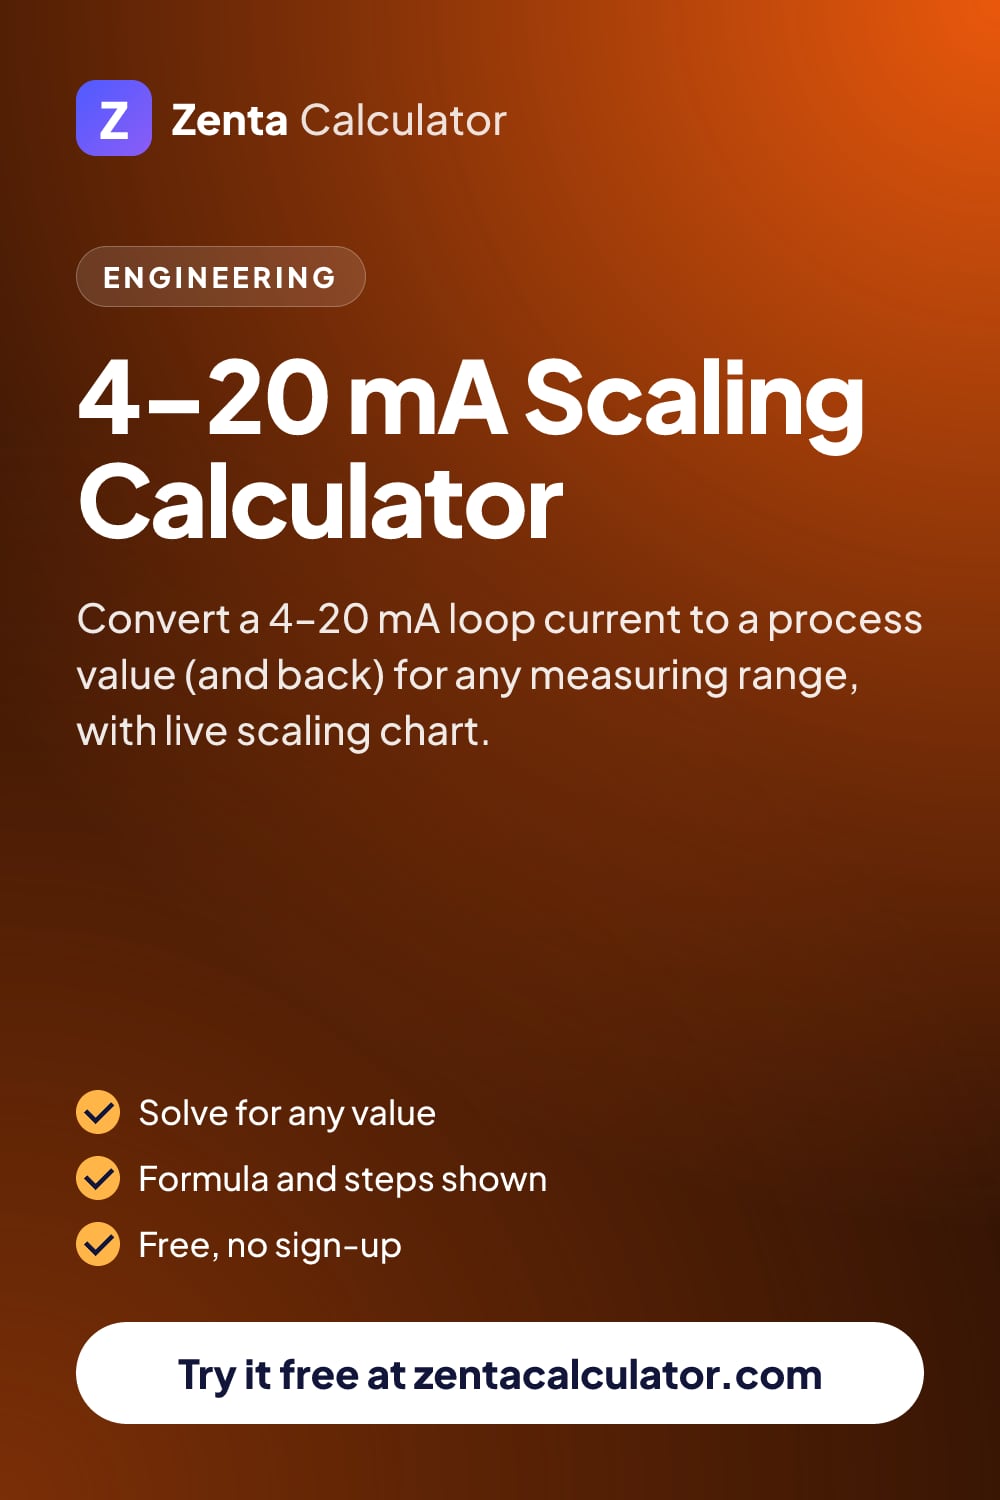 Z Zenta Calculator
ENGINEERING
4–20 mA Scaling
Calculator
Convert a 4–20 mA loop current to a process
value (and back) for any measuring range,
with live scaling chart.
Solve for any value
Formula and steps shown
Free, no sign-up
Try it free at zentacalculator.com